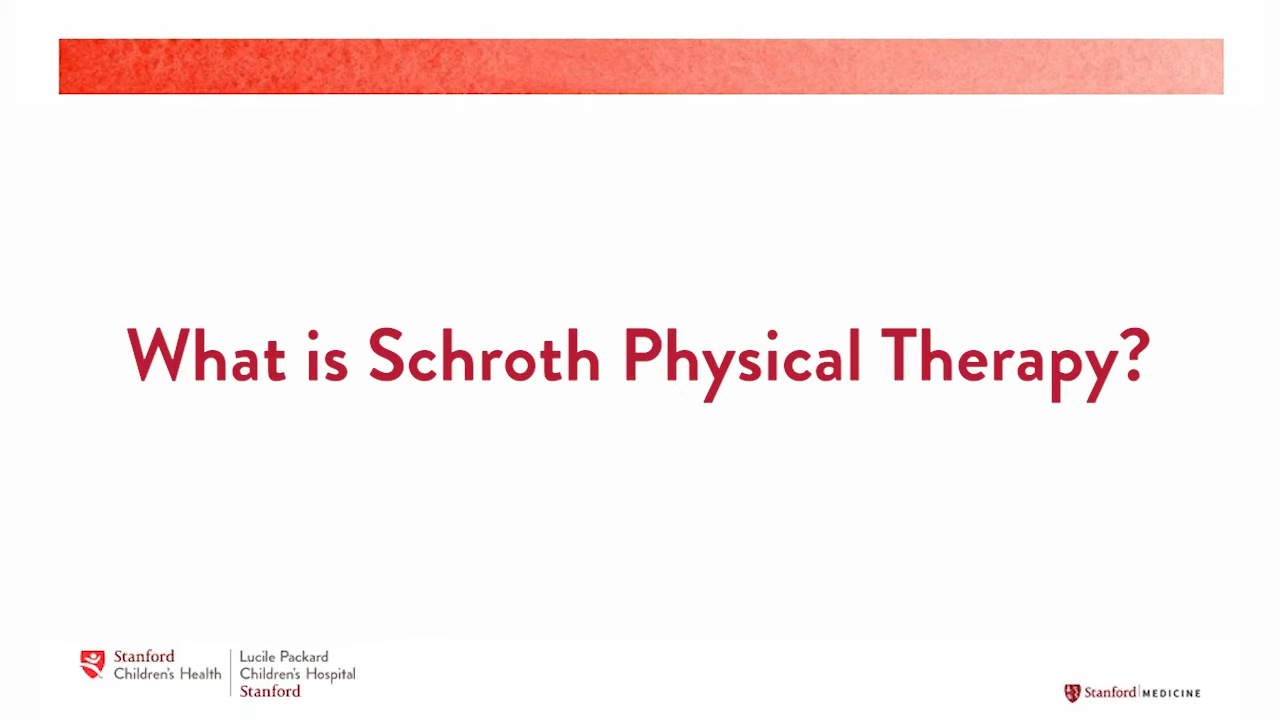 What is Schroth Physical Therapy?
Stanford
Children's Health
Lucile Packard
Children's Hospital
Stanford
Stanford MEDICINE